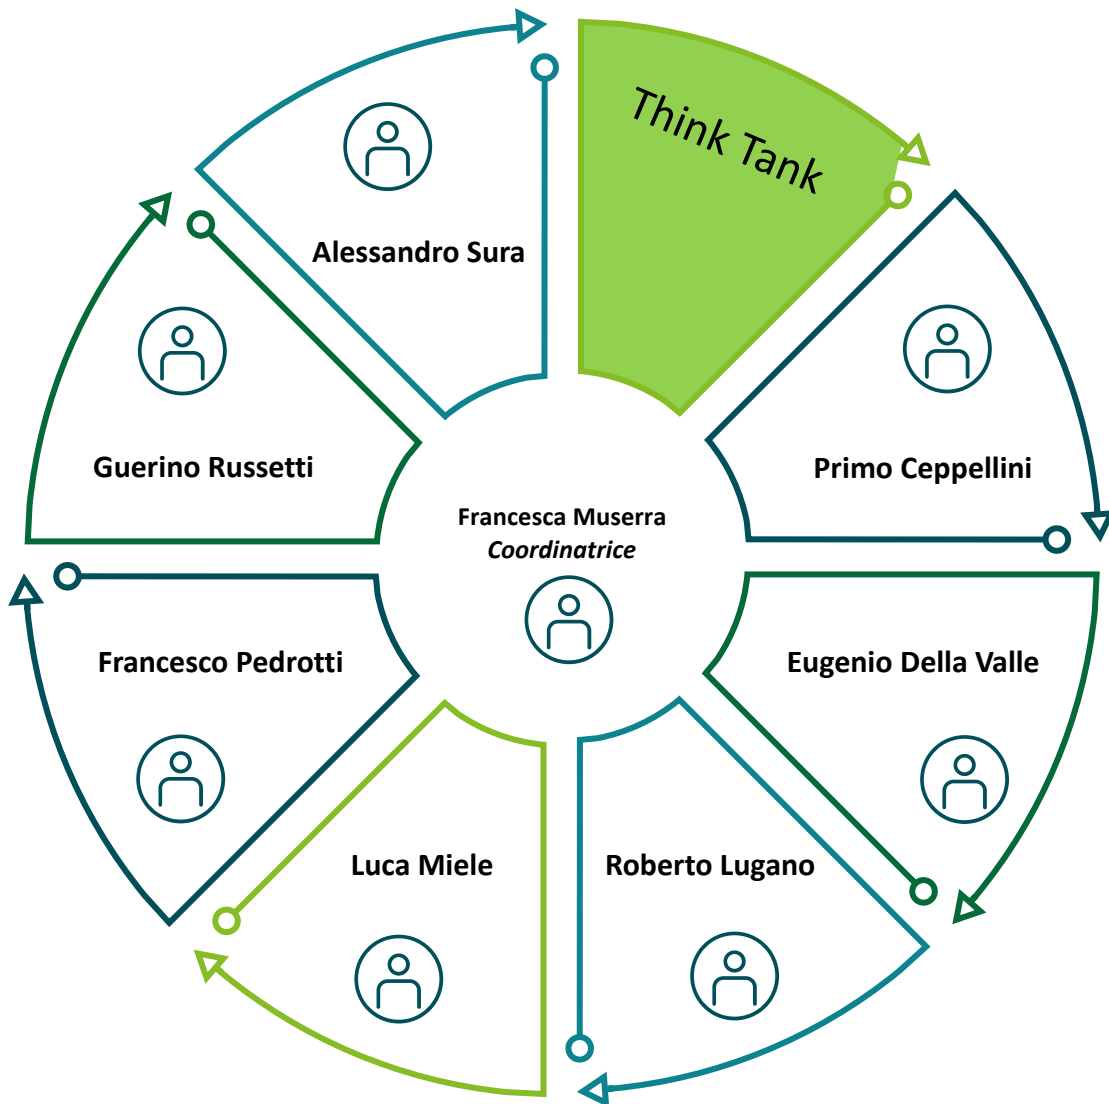 Think Tank
Alessandro Sura
Primo Ceppellini
Guerino Russetti
Francesca Muserra
Coordinatrice
Francesco Pedrotti
Eugenio Della Valle
Luca Miele
Roberto Lugano